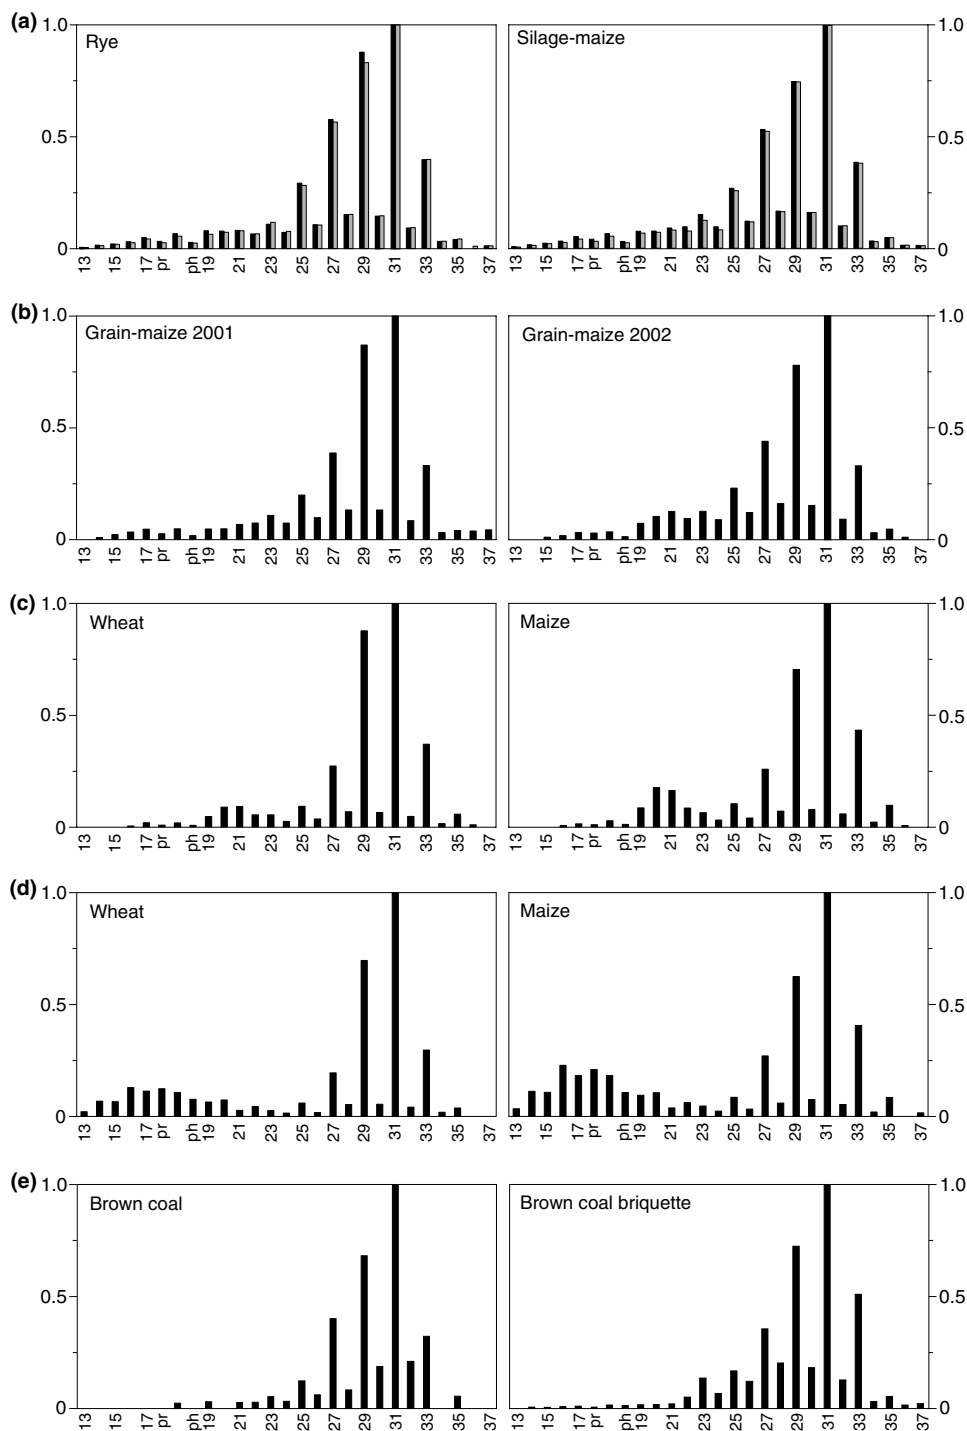 (a) 1.0 Rye Silage-maize 1.0
0.5 0.5
0 0
13 15 17 pr ph 19 21 23 25 27 29 31 33 35 37 13 15 17 pr ph 19 21 23 25 27 29 31 33 35 37
(b) 1.0 Grain-maize 2001 Grain-maize 2002 1.0
0.5 0.5
0 0
13 15 17 pr ph 19 21 23 25 27 29 31 33 35 37 13 15 17 pr ph 19 21 23 25 27 29 31 33 35 37
(c) 1.0 Wheat Maize 1.0
0.5 0.5
0 0
13 15 17 pr ph 19 21 23 25 27 29 31 33 35 37 13 15 17 pr ph 19 21 23 25 27 29 31 33 35 37
(d) 1.0 Wheat Maize 1.0
0.5 0.5
0 0
13 15 17 pr ph 19 21 23 25 27 29 31 33 35 37 13 15 17 pr ph 19 21 23 25 27 29 31 33 35 37
(e) 1.0 Brown coal Brown coal briquette 1.0
0.5 0.5
0 0
13 15 17 pr ph 19 21 23 25 27 29 31 33 35 37 13 15 17 pr ph 19 21 23 25 27 29 31 33 35 37